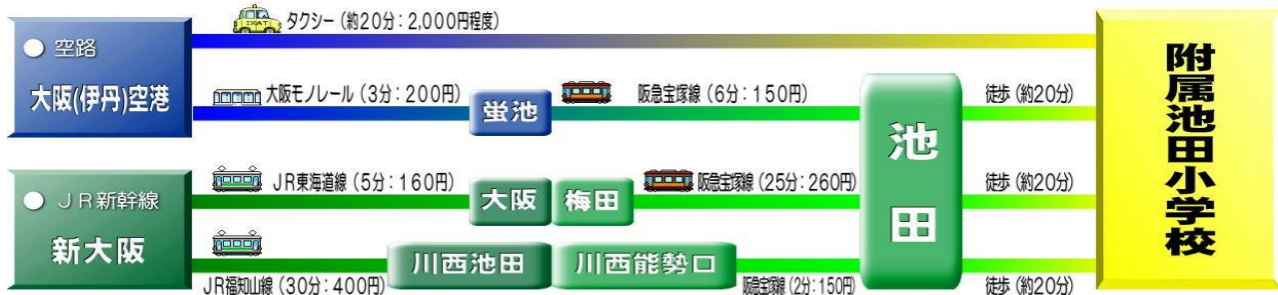 タクシー（約20分：2,000円程度）
● 空路
大阪(伊丹)空港
大阪モノレール（3分：200円）
蛍池
阪急宝塚線（6分：150円）
徒歩（約20分）
● JR新幹線
新大阪
JR東海道線（5分：160円）
大阪
梅田
阪急宝塚線（25分：260円）
徒歩（約20分）
JR福知山線（30分：400円）
川西池田
川西能勢口
阪急宝塚線（2分：150円）
徒歩（約20分）
池田
附属池田小学校